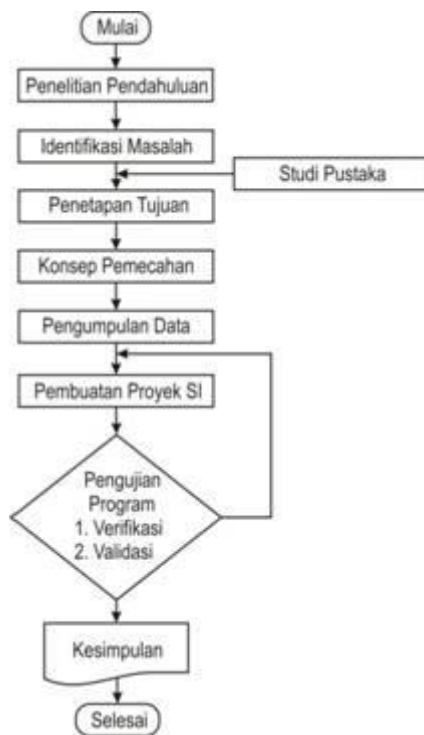 Mulai
Penelitian Pendahuluan
Identifikasi Masalah
Studi Pustaka
Penetapan Tujuan
Konsep Pemecahan
Pengumpulan Data
Pembuatan Proyek SI
Pengujian
Program
1. Verifikasi
2. Validasi
Kesimpulan
Selesai